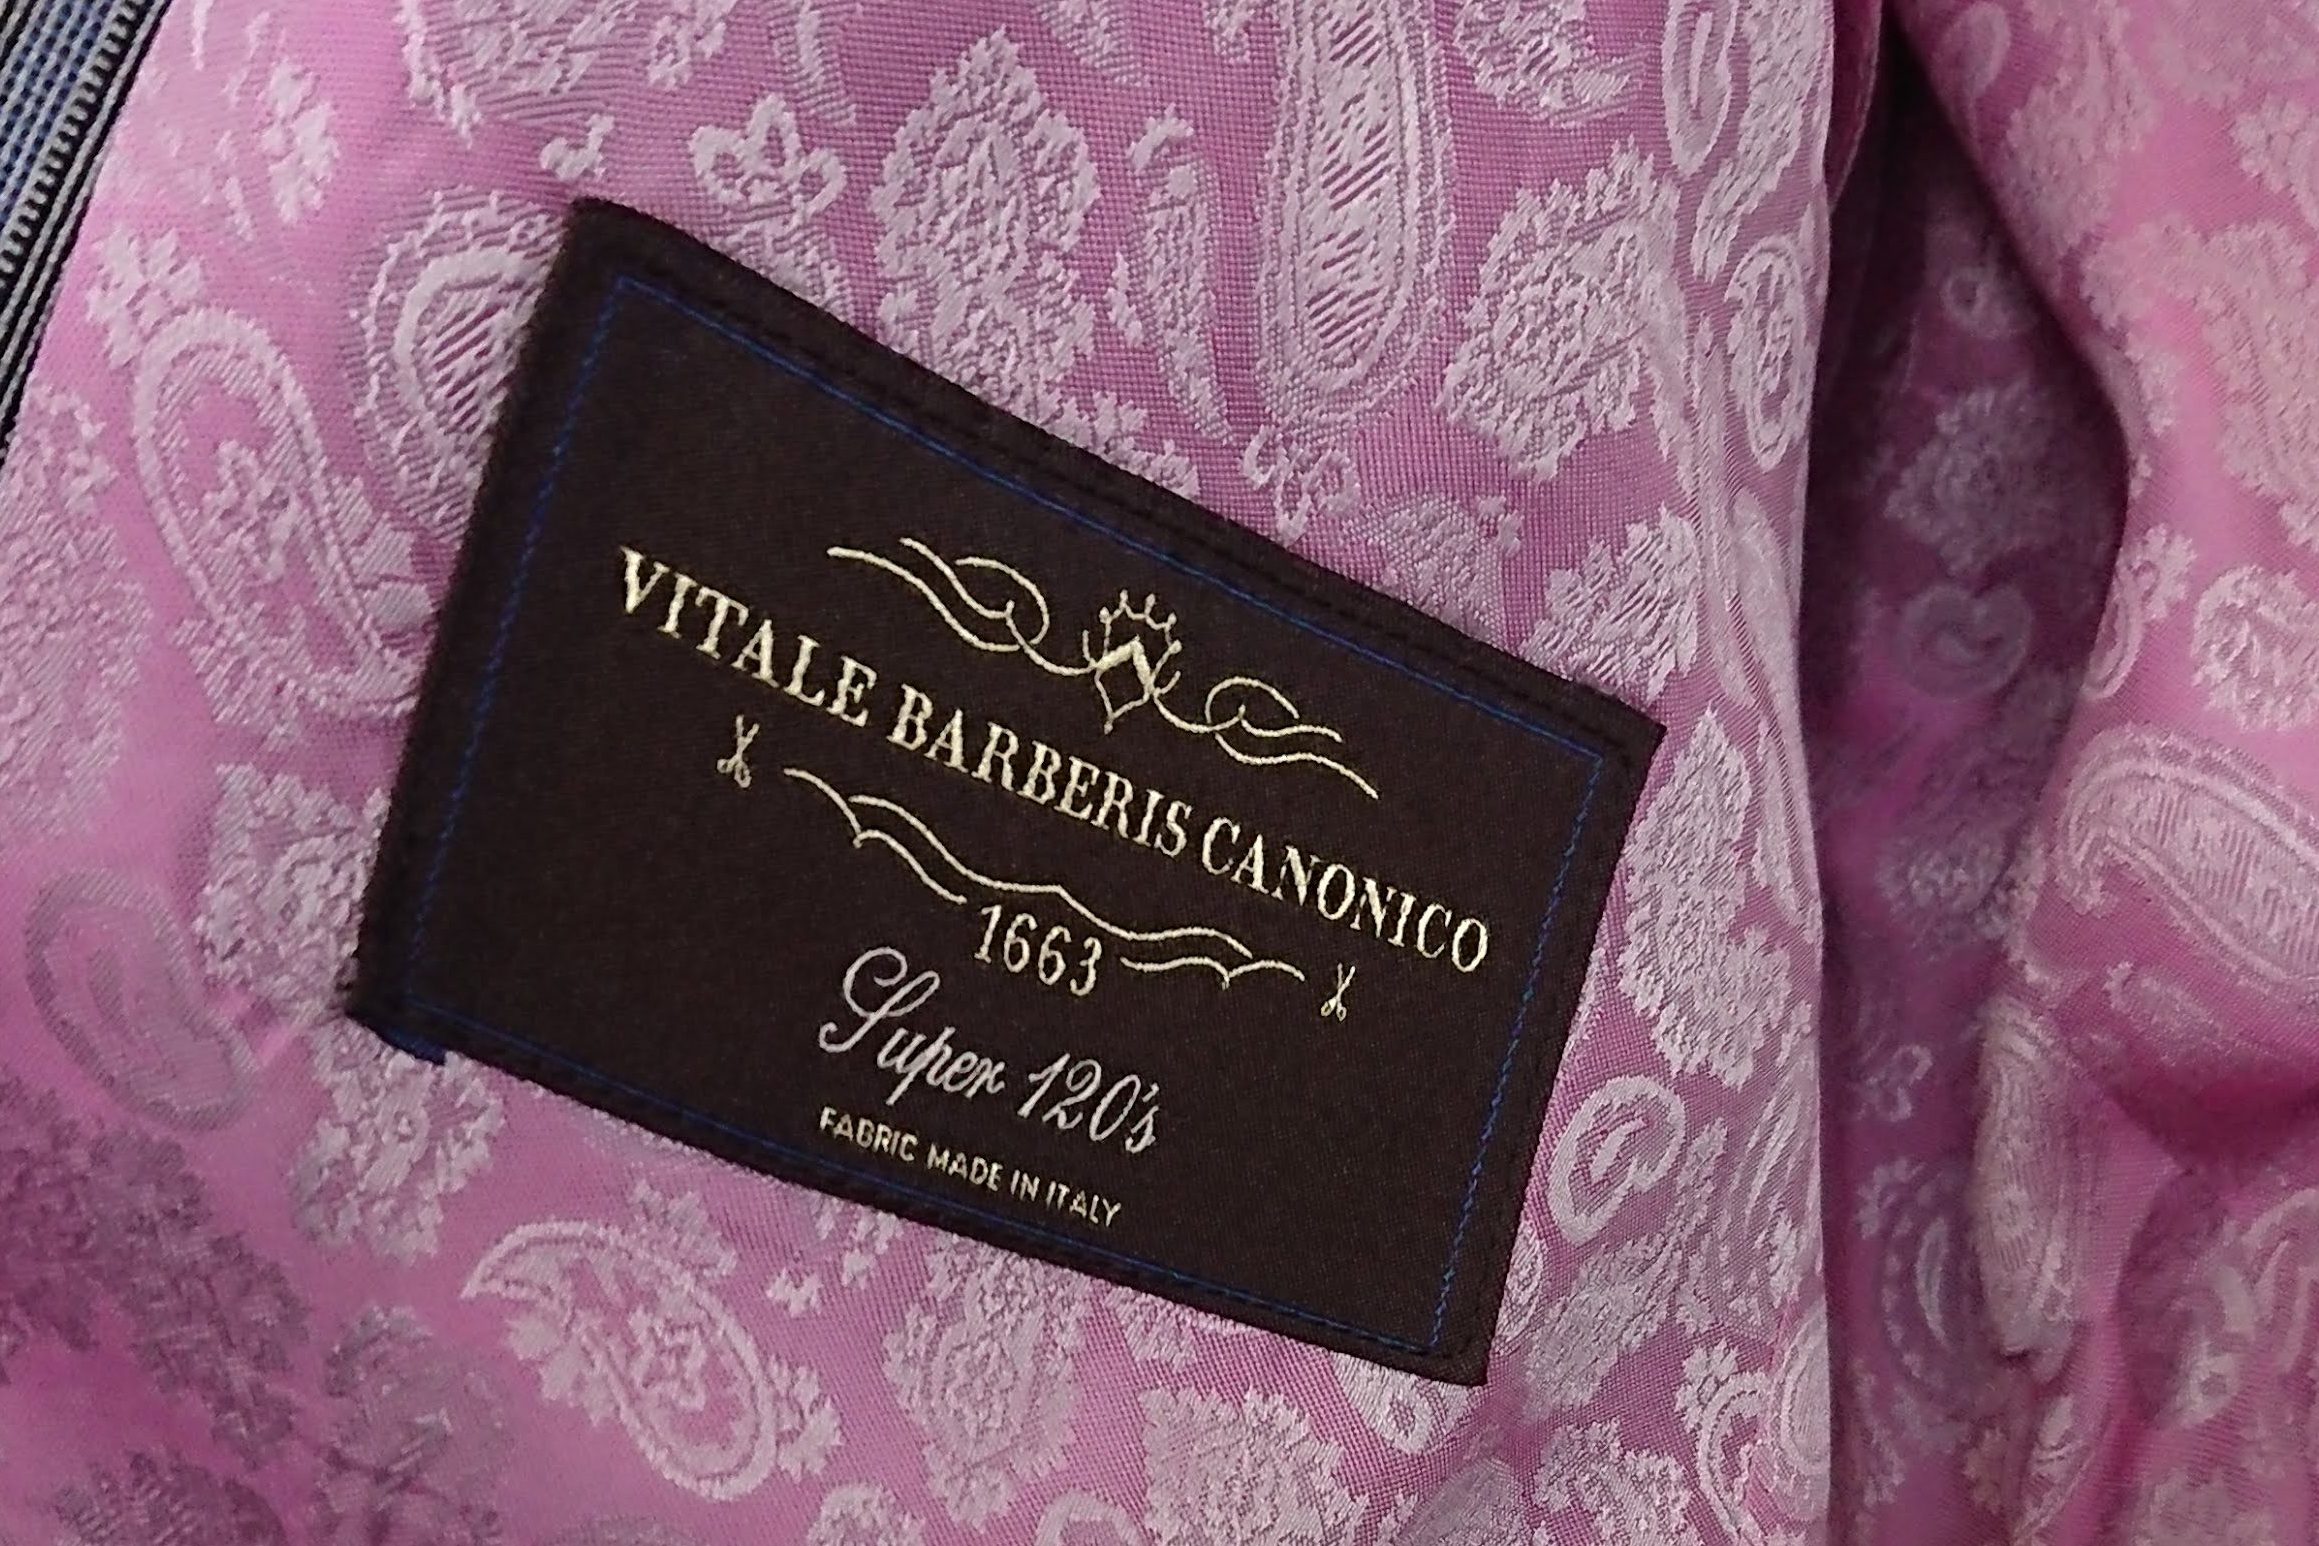 VITALE BARBERIS CANONICO
1663
Super 120's
FABRIC MADE IN ITALY